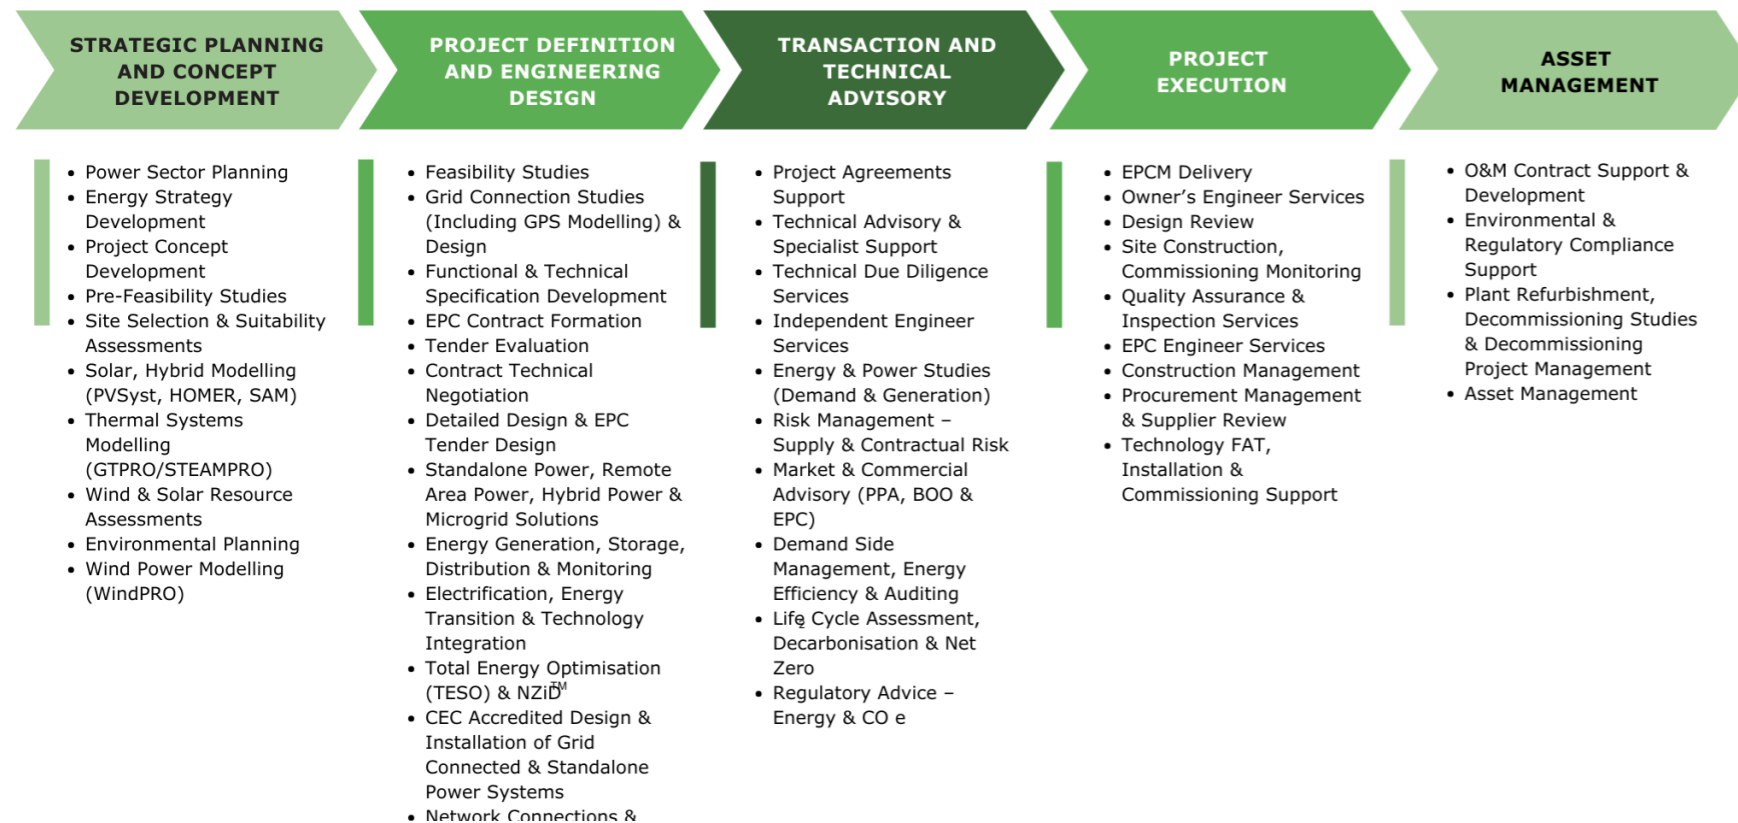 STRATEGIC PLANNING
AND CONCEPT
DEVELOPMENT
PROJECT DEFINITION
AND ENGINEERING
DESIGN
TRANSACTION AND
TECHNICAL
ADVISORY
PROJECT
EXECUTION
ASSET
MANAGEMENT
• Power Sector Planning
• Energy Strategy
Development
• Project Concept
Development
• Pre-Feasibility Studies
• Site Selection & Suitability
Assessments
• Solar, Hybrid Modelling
(PVSyst, HOMER, SAM)
• Thermal Systems
Modelling
(GTPRO/STEAMPRO)
• Wind & Solar Resource
Assessments
• Environmental Planning
• Wind Power Modelling
(WindPRO)
• Feasibility Studies
• Grid Connection Studies
(Including GPS Modelling) &
Design
• Functional & Technical
Specification Development
• EPC Contract Formation
• Tender Evaluation
• Contract Technical
Negotiation
• Detailed Design & EPC
Tender Design
• Standalone Power, Remote
Area Power, Hybrid Power &
Microgrid Solutions
• Energy Generation, Storage,
Distribution & Monitoring
• Electrification, Energy
Transition & Technology
Integration
• Total Energy Optimisation
(TESO) & NZiD™
• CEC Accredited Design &
Installation of Grid
Connected & Standalone
Power Systems
• Network Connections &
• Project Agreements
Support
• Technical Advisory &
Specialist Support
• Technical Due Diligence
Services
• Independent Engineer
Services
• Energy & Power Studies
(Demand & Generation)
• Risk Management –
Supply & Contractual Risk
• Market & Commercial
Advisory (PPA, BOO &
EPC)
• Demand Side
Management, Energy
Efficiency & Auditing
• Life Cycle Assessment,
2
Decarbonisation & Net
Zero
• Regulatory Advice –
Energy & CO e
• EPCM Delivery
• Owner’s Engineer Services
• Design Review
• Site Construction,
Commissioning Monitoring
• Quality Assurance &
Inspection Services
• EPC Engineer Services
• Construction Management
• Procurement Management
& Supplier Review
• Technology FAT,
Installation &
Commissioning Support
• O&M Contract Support &
Development
• Environmental &
Regulatory Compliance
Support
• Plant Refurbishment,
Decommissioning Studies
& Decommissioning
Project Management
• Asset Management